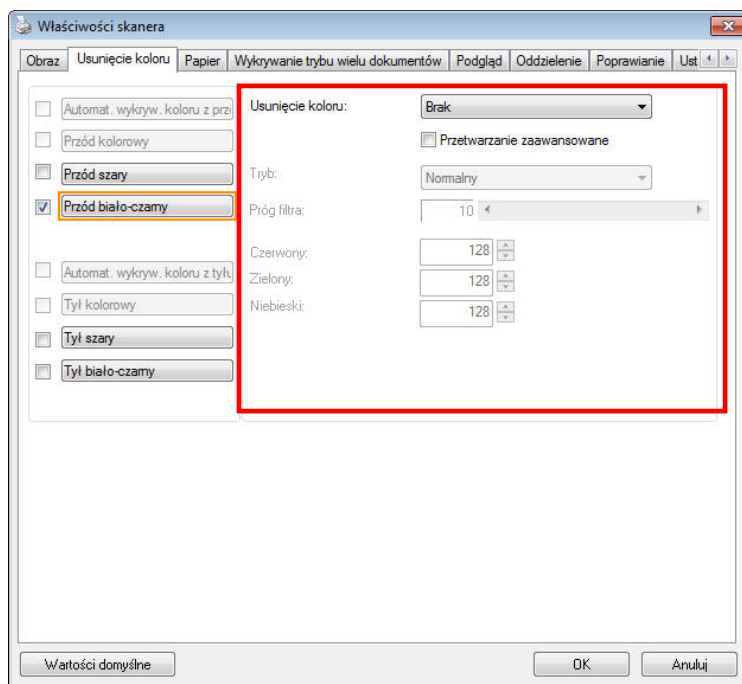 Właściwości skanera
Obraz
Usunięcie koloru
Papier
Wykrywanie trybu wielu dokumentów
Podgląd
Oddzielenie
Poprawianie
Ust
Automat. wykryw. koloru z prze
Przód kolorowy
Przód szary
Przód biało-czarny
Automat. wykryw. koloru z tyłu
Tył kolorowy
Tył szary
Tył biało-czarny
Usunięcie koloru:
Brak
Przetwarzanie zaawansowane
Tryb:
Normalny
Próg filtra:
10
Czerwony:
128
Zielony:
128
Niebieski:
128
Wartości domyślne
OK
Anuluj